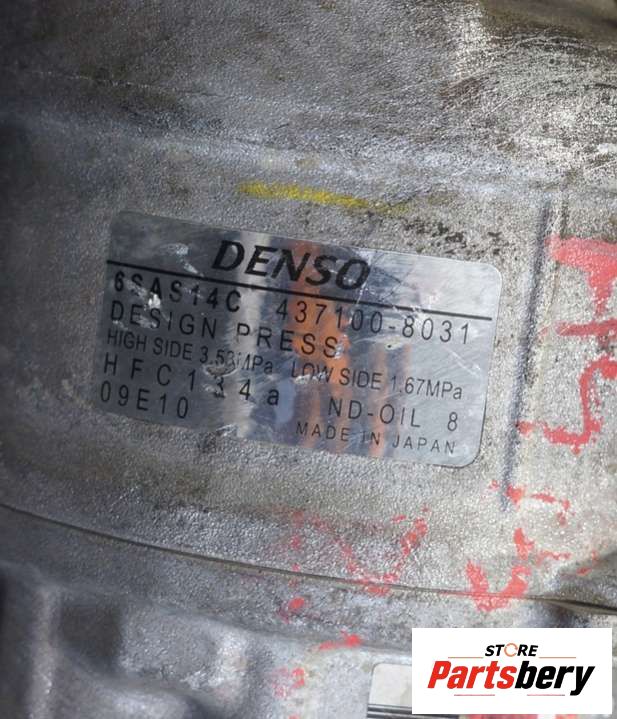 DENSO
6SAS14C 437100-8031
DESIGN PRESS
HIGH SIDE 3.53MPa LOW SIDE 1.67MPa
HFC134a ND-OIL 8
09E10 MADE IN JAPAN
STORE
Partsbery